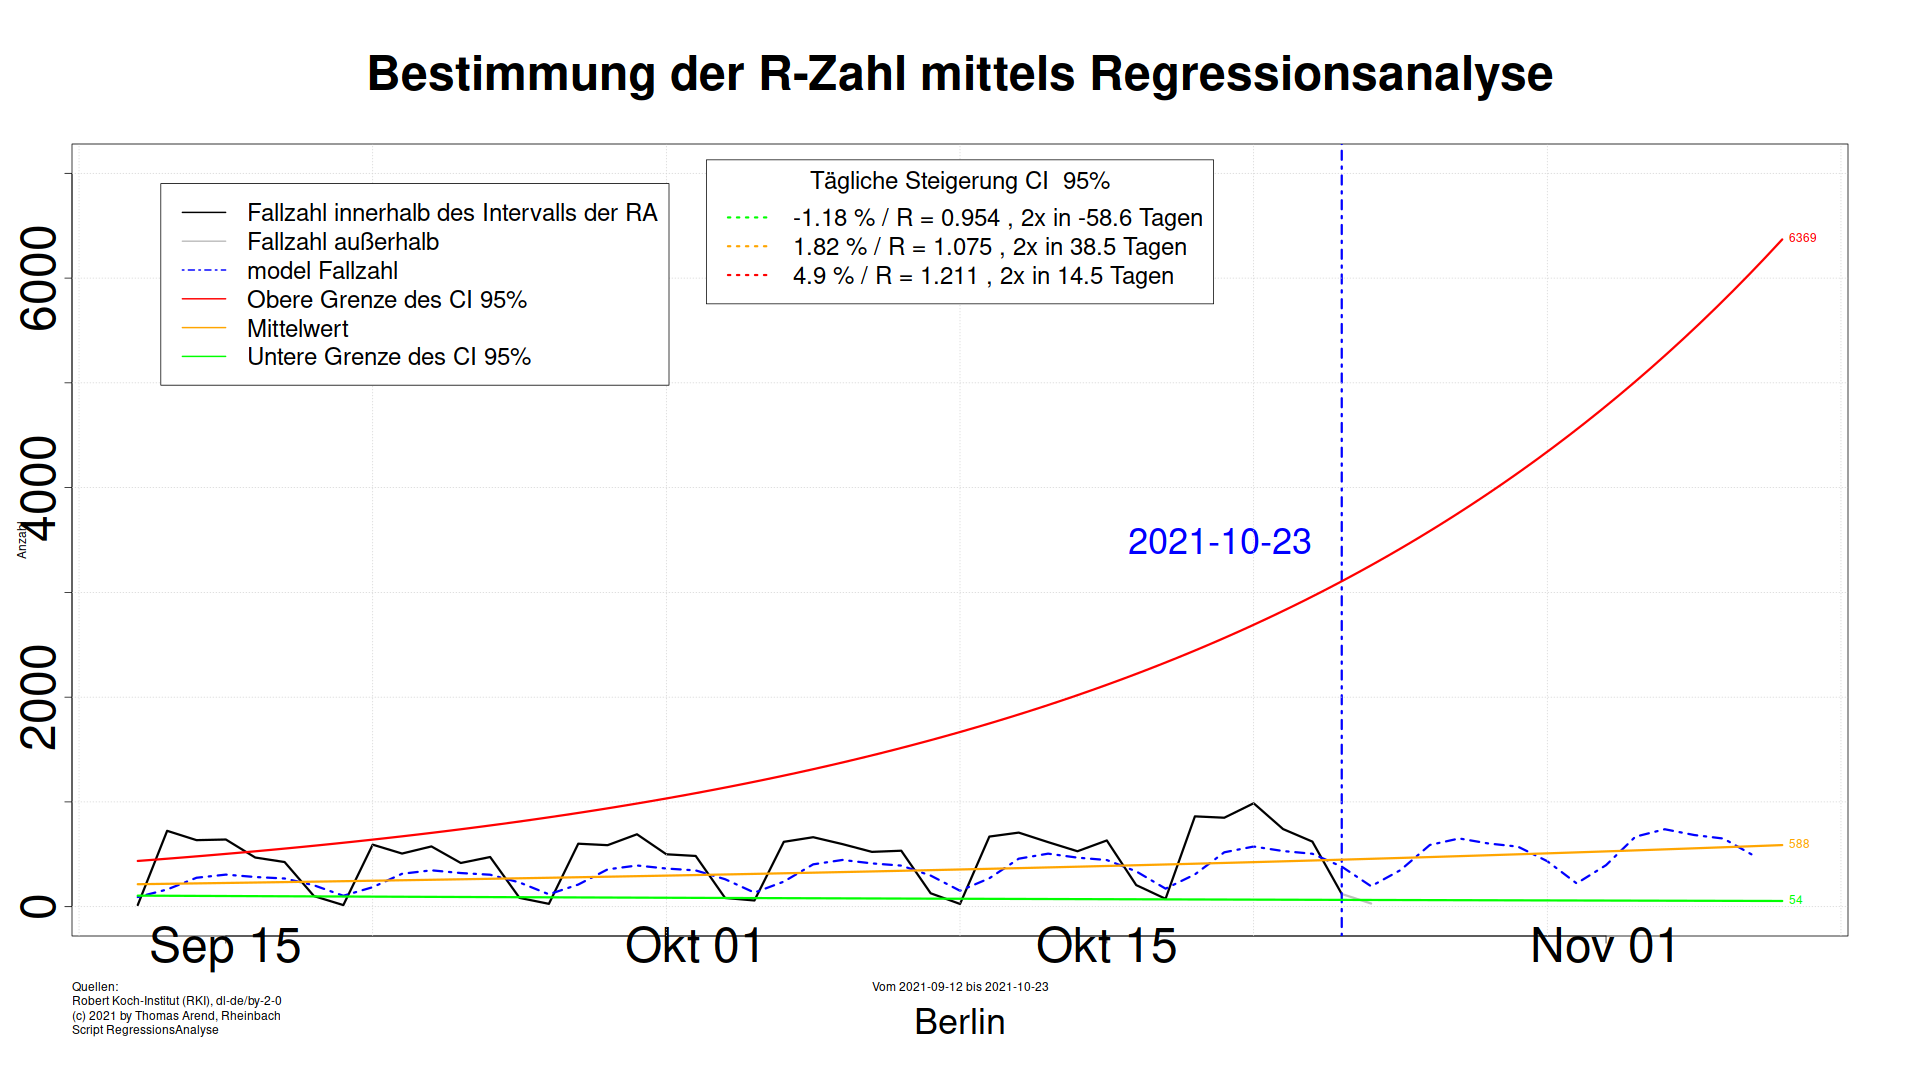 Bestimmung der R-Zahl mittels Regressionsanalyse
Fallzahl innerhalb des Intervalls der RA
Fallzahl außerhalb
model Fallzahl
Obere Grenze des CI 95%
Mittelwert
Untere Grenze des CI 95%
Tägliche Steigerung CI  95%
-1.18 % / R = 0.954 , 2x in -58.6 Tagen
1.82 % / R = 1.075 , 2x in 38.5 Tagen
4.9 % / R = 1.211 , 2x in 14.5 Tagen
6369
6000
4000
Anzahl
2021-10-23
2000
588
54
0
Sep 15
Okt 01
Okt 15
Nov 01
Quellen:
Robert Koch-Institut (RKI), dl-de/by-2-0
(c) 2021 by Thomas Arend, Rheinbach
Script RegressionsAnalyse
Vom 2021-09-12 bis 2021-10-23
Berlin